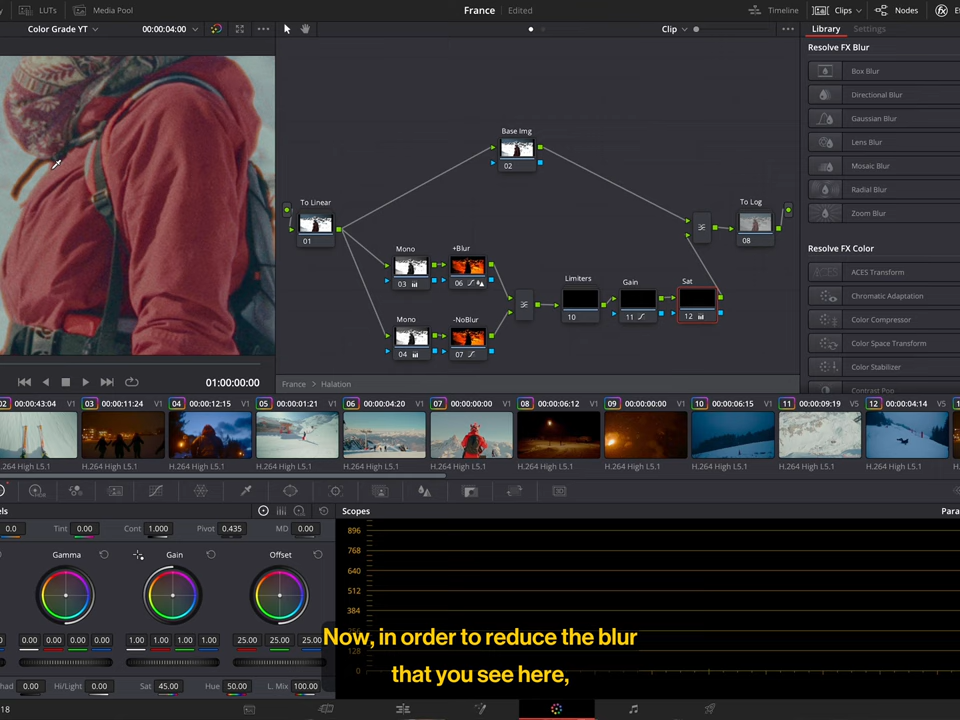 LUTs
Media Pool
France
Edited
Timeline
Clips
Nodes
Color Grade YT
00:00:04:00
Clip
Library
Settings
Resolve FX Blur
Box Blur
Directional Blur
Gaussian Blur
Lens Blur
Mosaic Blur
Radial Blur
Zoom Blur
Resolve FX Color
ACES Transform
Chromatic Adaptation
Color Compressor
Color Space Transform
Color Stabilizer
Contrast Pop
Base Img
02
To Linear
01
To Log
08
Mono
03
+Blur
06
Mono
04
-NoBlur
07
Limiters
10
Gain
11
Sat
12
01:00:00:00
France > Halation
02 00:00:43:04 V1
03 00:00:11:24 V1
04 00:00:12:15 V1
05 00:00:01:21 V1
06 00:00:04:20 V1
07 00:00:00:00 V1
08 00:00:06:12 V1
09 00:00:00:00 V1
10 00:00:06:15 V1
11 00:00:09:19 V5
12 00:00:04:14 V5
H.264 High L5.1
H.264 High L5.1
H.264 High L5.1
H.264 High L5.1
H.264 High L5.1
H.264 High L5.1
H.264 High L5.1
H.264 High L5.1
H.264 High L5.1
H.264 High L5.1
H.264 High L5.1
els
Scopes
Para
0.0 Tint 0.00 Cont 1.000 Pivot 0.435 MD 0.00
Gamma
Gain
Offset
0.00 0.00 0.00 0.00
1.00 1.00 1.00 1.00
25.00 25.00 25.00
had 0.00 Hi/Light 0.00 Sat 45.00 Hue 50.00 L. Mix 100.00
896
768
640
512
384
128
0
Now, in order to reduce the blur
that you see here,
18